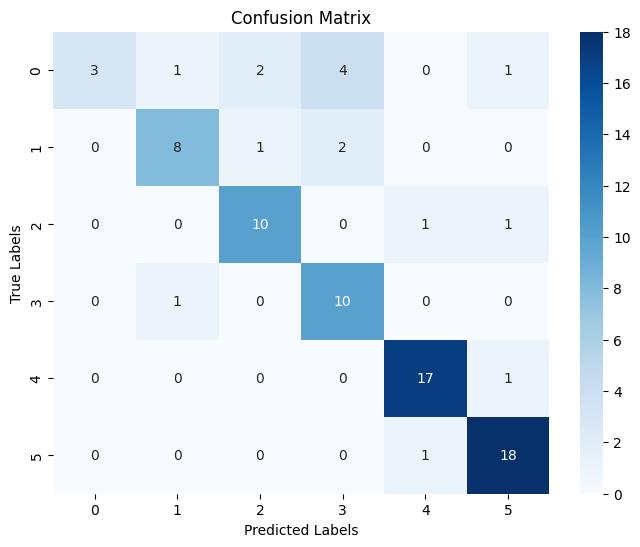 Confusion Matrix
True Labels
0 3 1 2 4 0 1
1 0 8 1 2 0 0
2 0 0 10 0 1 1
3 0 1 0 10 0 0
4 0 0 0 0 17 1
5 0 0 0 0 1 18
0 1 2 3 4 5
Predicted Labels
18
16
14
12
10
8
6
4
2
0